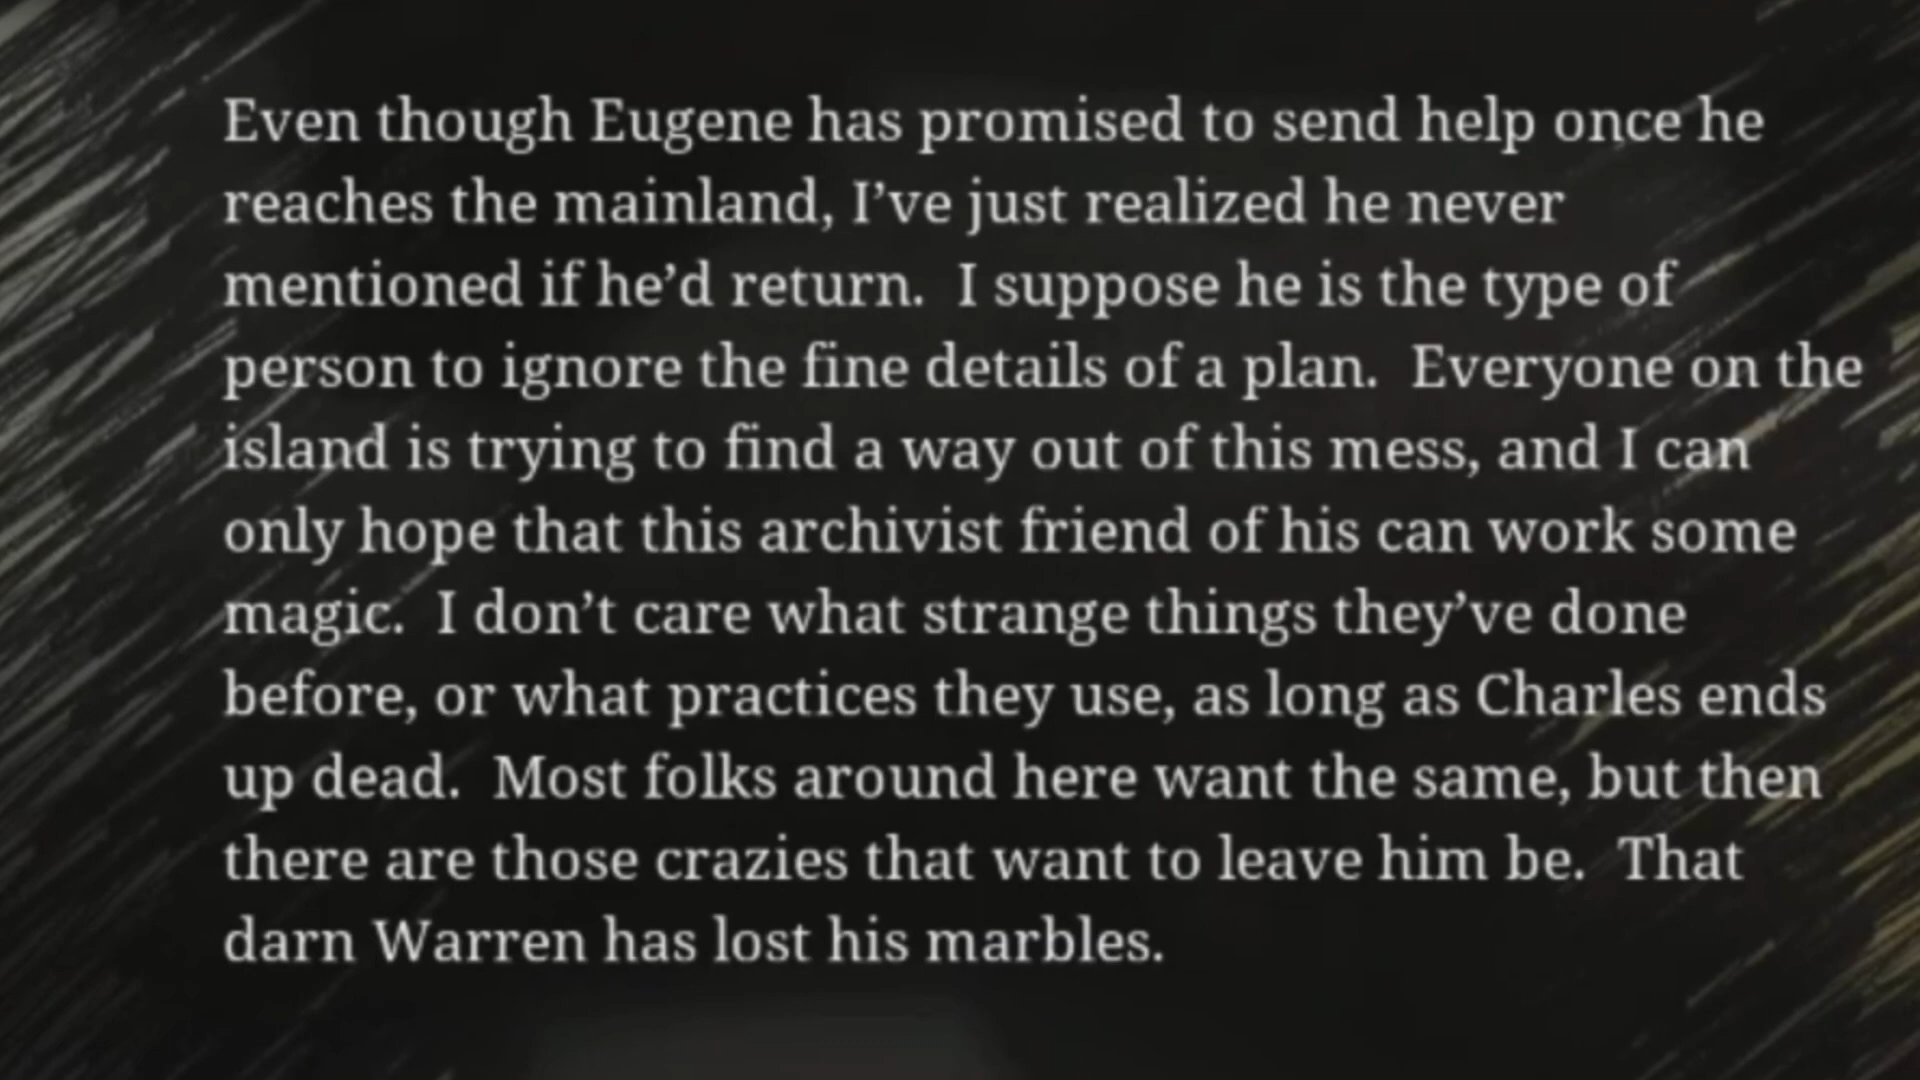 Even though Eugene has promised to send help once he
reaches the mainland, I’ve just realized he never
mentioned if he’d return.  I suppose he is the type of
person to ignore the fine details of a plan.  Everyone on the
island is trying to find a way out of this mess, and I can
only hope that this archivist friend of his can work some
magic.  I don’t care what strange things they’ve done
before, or what practices they use, as long as Charles ends
up dead.  Most folks around here want the same, but then
there are those crazies that want to leave him be.  That
darn Warren has lost his marbles.